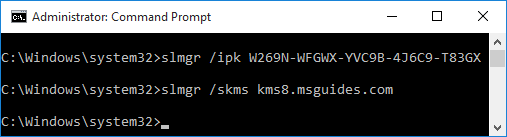 Administrator: Command Prompt
C:\Windows\system32>slmgr /ipk W269N-WFGWX-YVC9B-4J6C9-T83GX
C:\Windows\system32>slmgr /skms kms8.msguides.com
C:\Windows\system32>